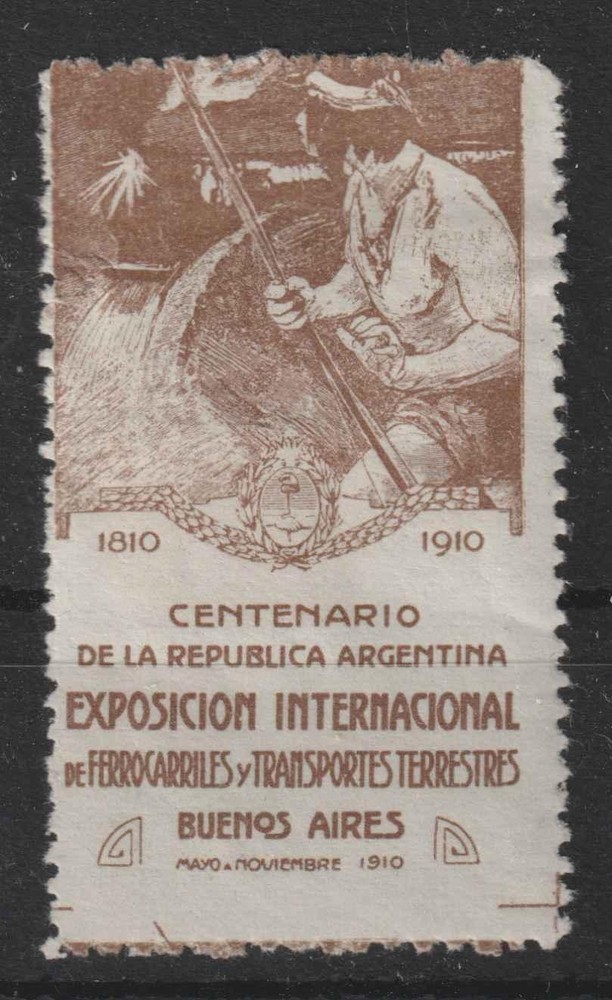 1810 1910
CENTENARIO
DE LA REPUBLICA ARGENTINA
EXPOSICION INTERNACIONAL
DE FERROCARRILES Y TRANSPORTES TERRESTRES
BUENOS AIRES
MAYO A NOVIEMBRE 1910